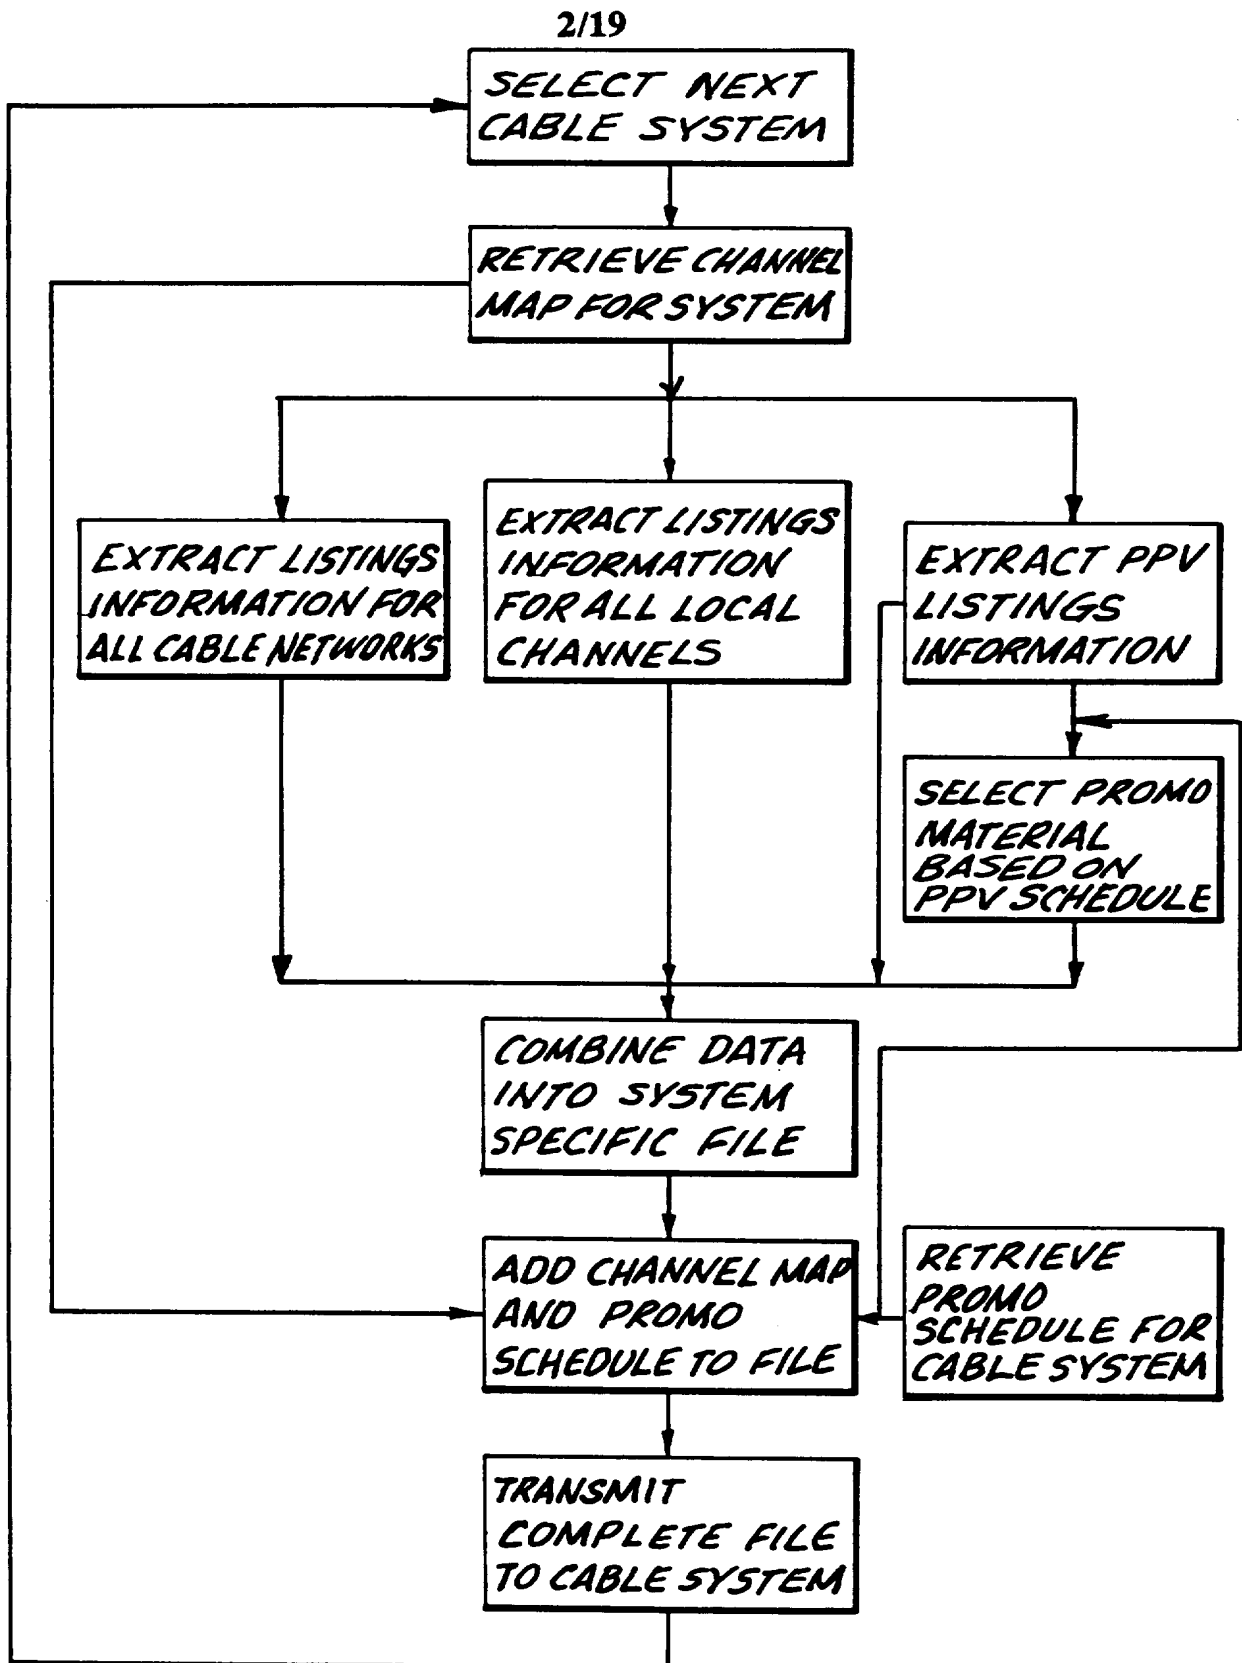 2/19
SELECT NEXT
CABLE SYSTEM
RETRIEVE CHANNEL
MAP FOR SYSTEM
EXTRACT LISTINGS
INFORMATION FOR
ALL CABLE NETWORKS
EXTRACT LISTINGS
INFORMATION
FOR ALL LOCAL
CHANNELS
EXTRACT PPV
LISTINGS
INFORMATION
SELECT PROMO
MATERIAL
BASED ON
PPV SCHEDULE
COMBINE DATA
INTO SYSTEM
SPECIFIC FILE
ADD CHANNEL MAP
AND PROMO
SCHEDULE TO FILE
RETRIEVE
PROMO
SCHEDULE FOR
CABLE SYSTEM
TRANSMIT
COMPLETE FILE
TO CABLE SYSTEM